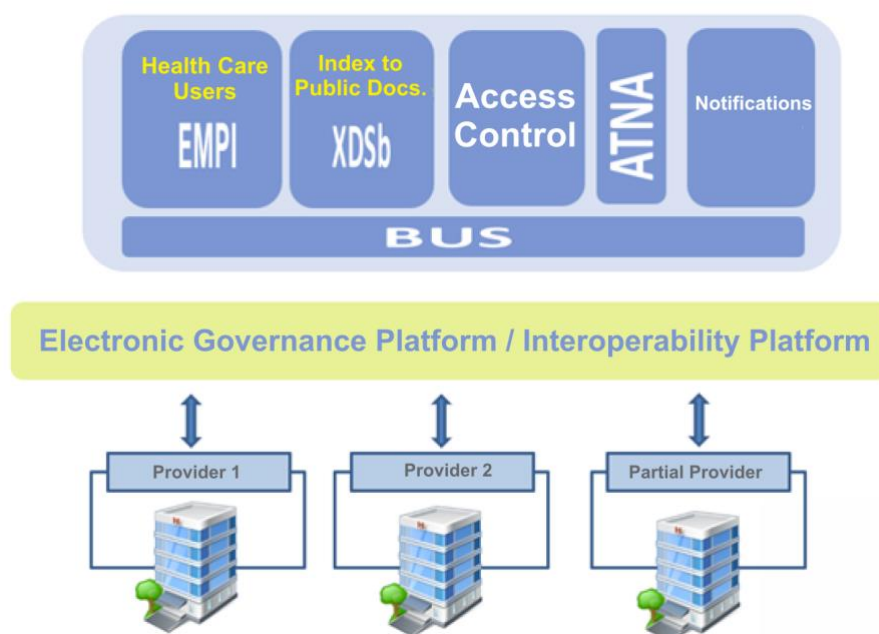 Health Care
Users
EMPI
Index to
Public Docs.
XDSb
Access
Control
ATNA
Notifications
BUS
Electronic Governance Platform / Interoperability Platform
Provider 1
Provider 2
Partial Provider
H
H
H